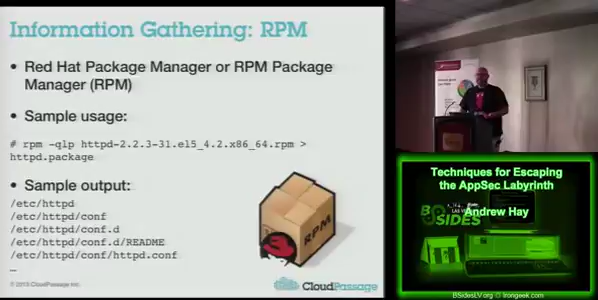 Information Gathering: RPM
• Red Hat Package Manager or RPM Package
Manager (RPM)
• Sample usage:
# rpm -qlp httpd-2.2.3-31.el5_4.2.x86_64.rpm >
httpd.package
• Sample output:
/etc/httpd
/etc/httpd/conf
/etc/httpd/conf.d
/etc/httpd/conf.d/README
/etc/httpd/conf/httpd.conf
…
RPM
© 2013 CloudPassage Inc.
CloudPassage
Techniques for Escaping
the AppSec Labyrinth
Andrew Hay
BSIDES
LAS VEGAS
BSidesLV.org
Irongeek.com